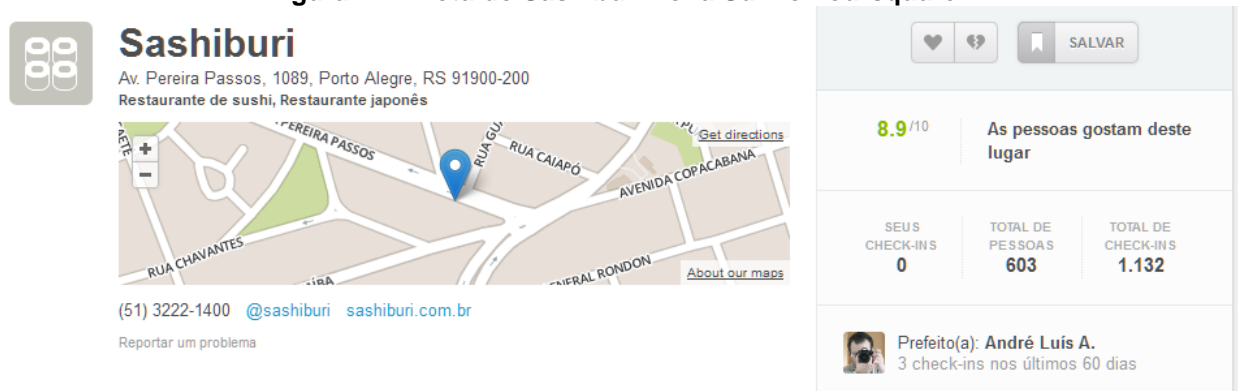 Sashiburi
Av. Pereira Passos, 1089, Porto Alegre, RS 91900-200
Restaurante de sushi, Restaurante japonês
+
−
PEREIRA PASSOS
RUA CAIAPÓ
Get directions
AVENIDA COPACABANA
RUA CHAVANTES
RONDON
About our maps
(51) 3222-1400 @sashiburi sashiburi.com.br
Reportar um problema
SALVAR
8.9/10
As pessoas gostam deste
lugar
SEUS
CHECK-INS
0
TOTAL DE
PESSOAS
603
TOTAL DE
CHECK-INS
1.132
Prefeito(a): André Luís A.
3 check-ins nos últimos 60 dias